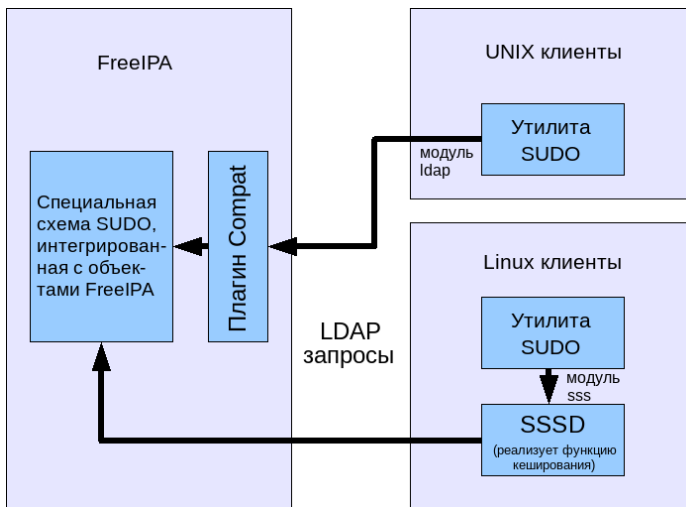 FreeIPA
Специальная
схема SUDO,
интегрирован-
ная с объек-
тами FreeIPA
Плагин Compat
LDAP
запросы
UNIX клиенты
Утилита
SUDO
модуль
ldap
Linux клиенты
Утилита
SUDO
модуль
sss
SSSD
(реализует функцию
кеширования)